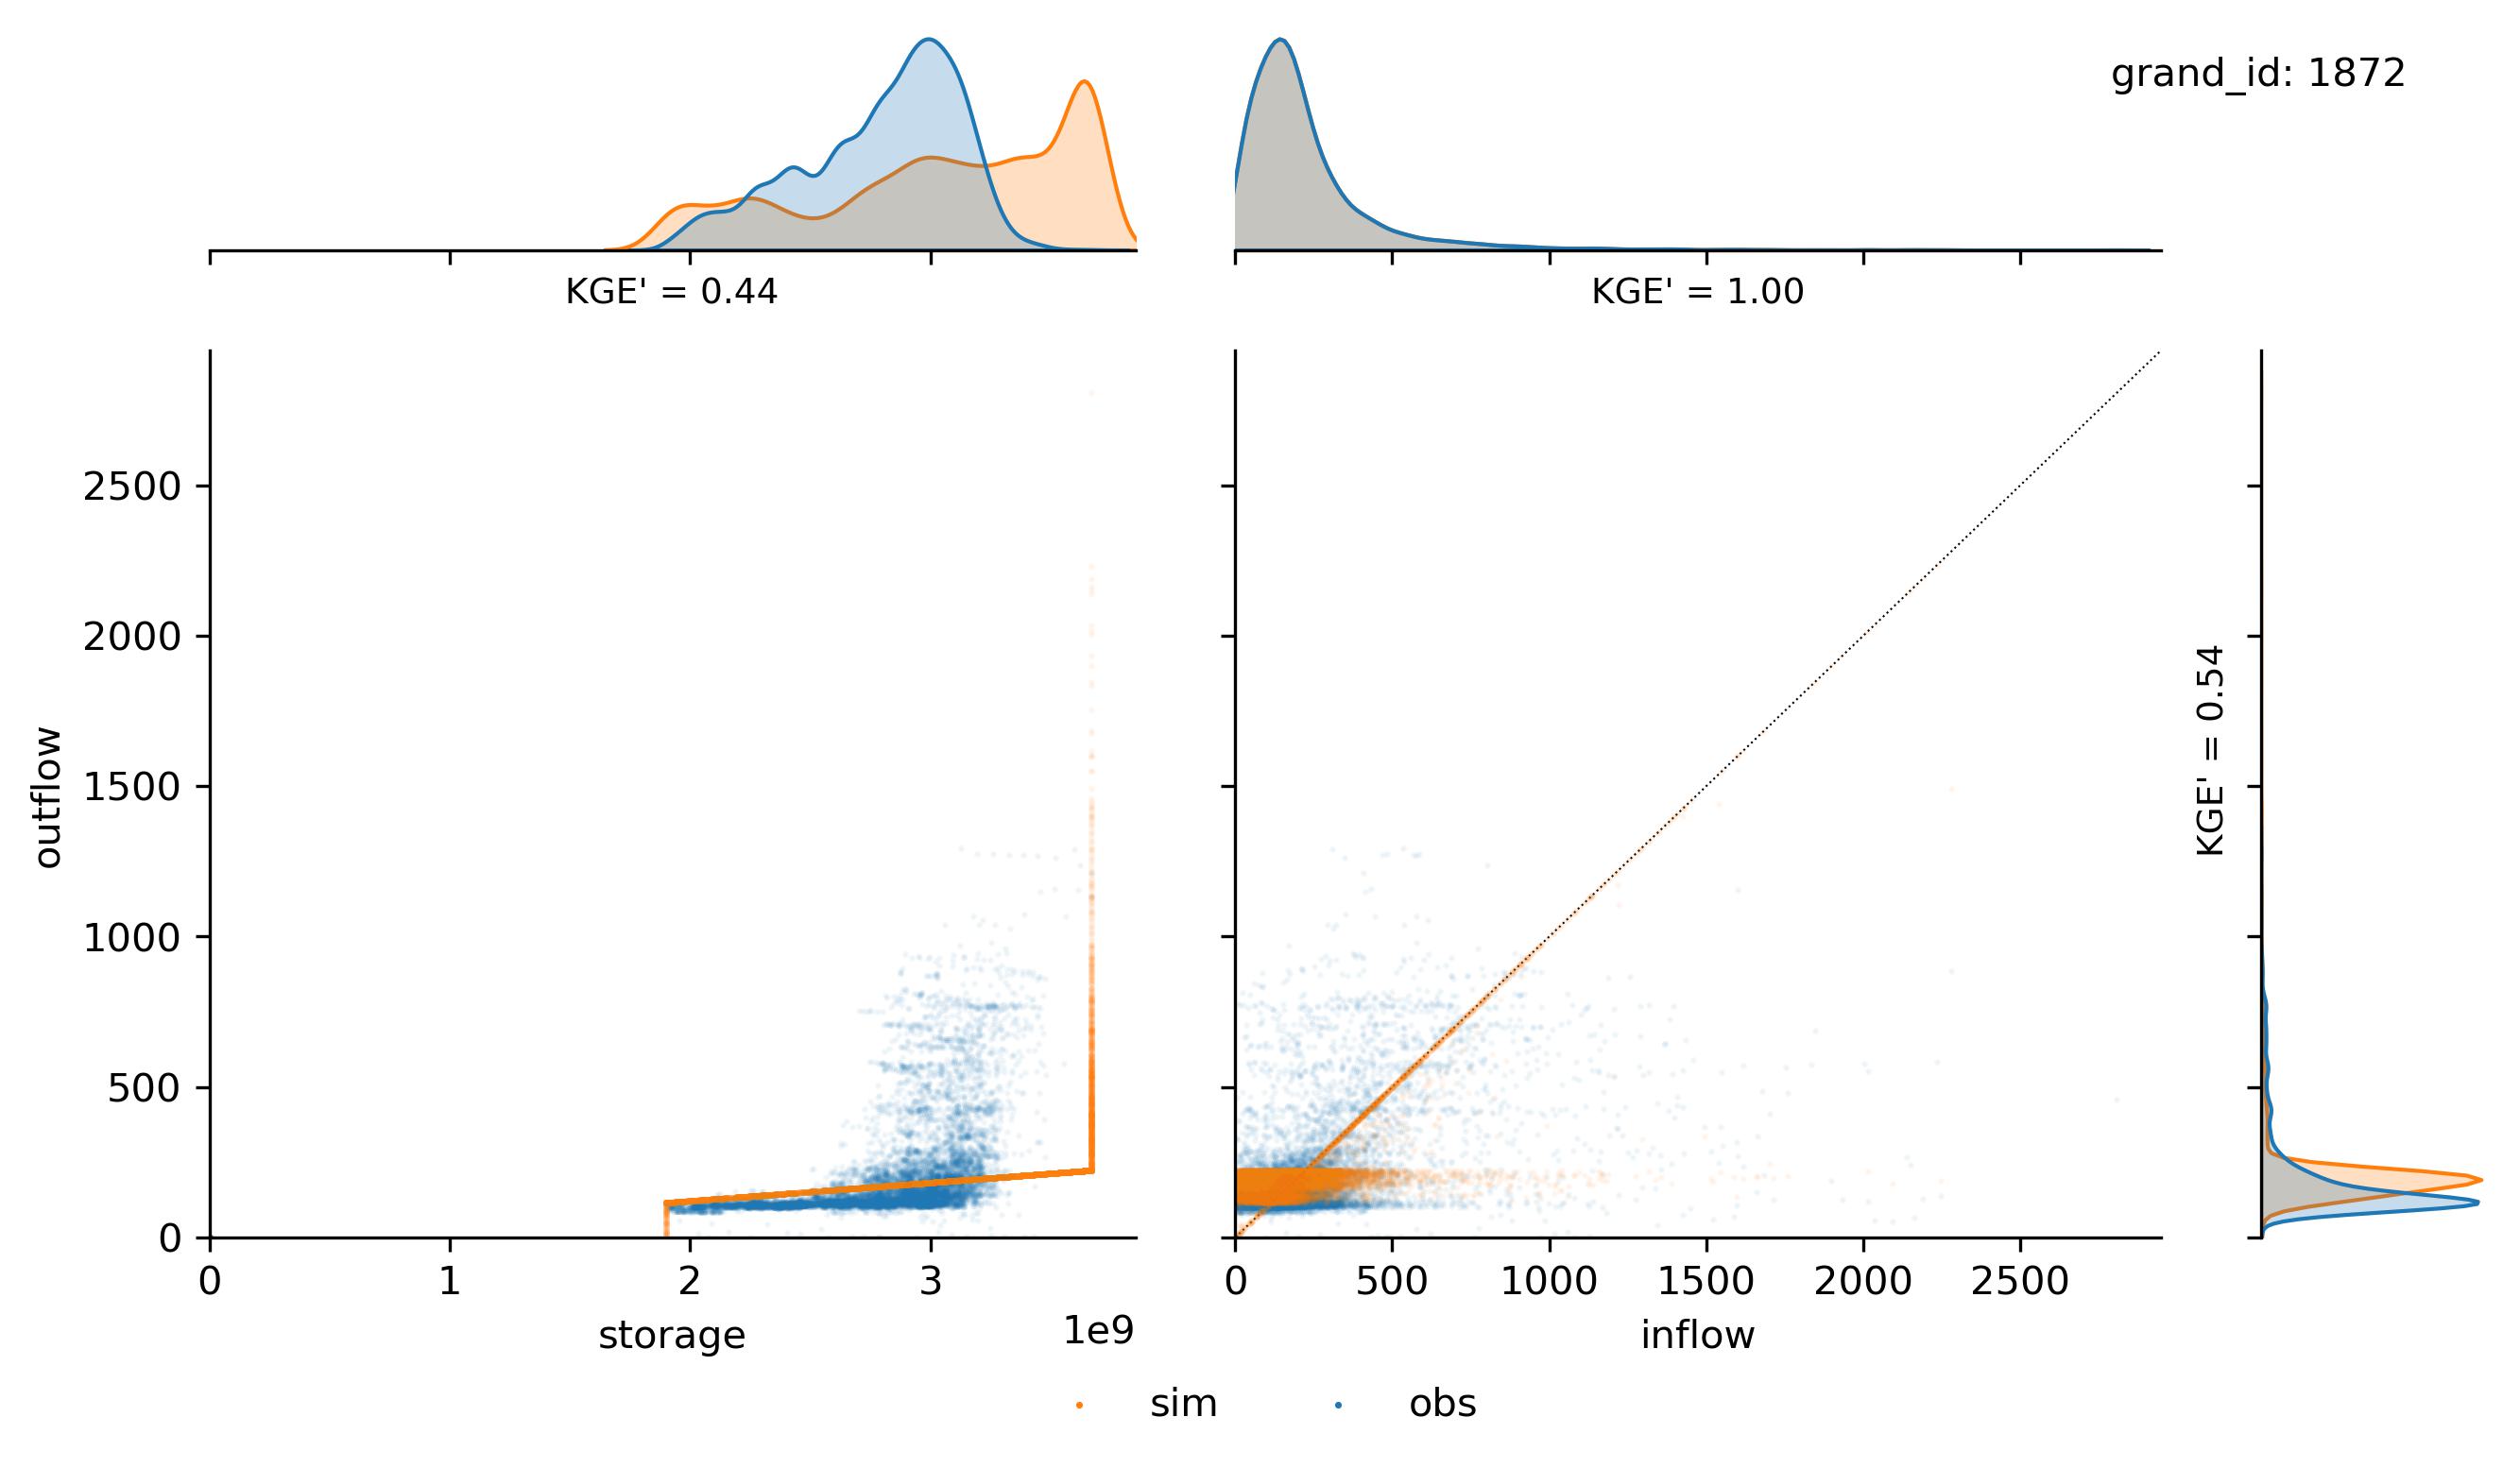 grand_id: 1872
KGE' = 0.44
KGE' = 1.00
outflow
2500
2000
1500
1000
500
0
KGE' = 0.54
0 1 2 3
0 500 1000 1500 2000 2500
storage
1e9
inflow
sim
obs